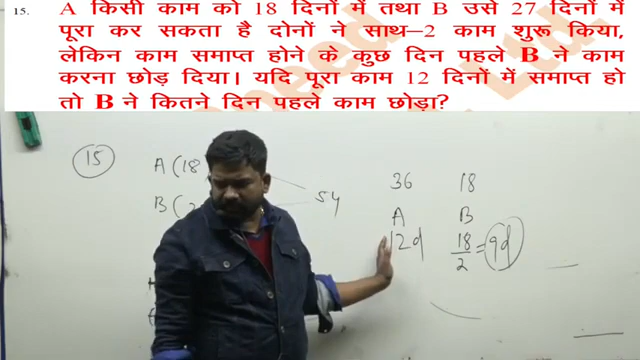 15. A किसी काम को 18 दिनों में तथा B उसे 27 दिनों में
पूरा कर सकता है दोनों ने साथ–2 काम शुरू किया,
लेकिन काम समाप्त होने के कुछ दिन पहले B ने काम
करना छोड़ दिया। यदि पूरा काम 12 दिनों में समाप्त हो
तो B ने कितने दिन पहले काम छोड़ा?
15
A (18
B (2
54
36 18
A B
12d 18/2 = 9d